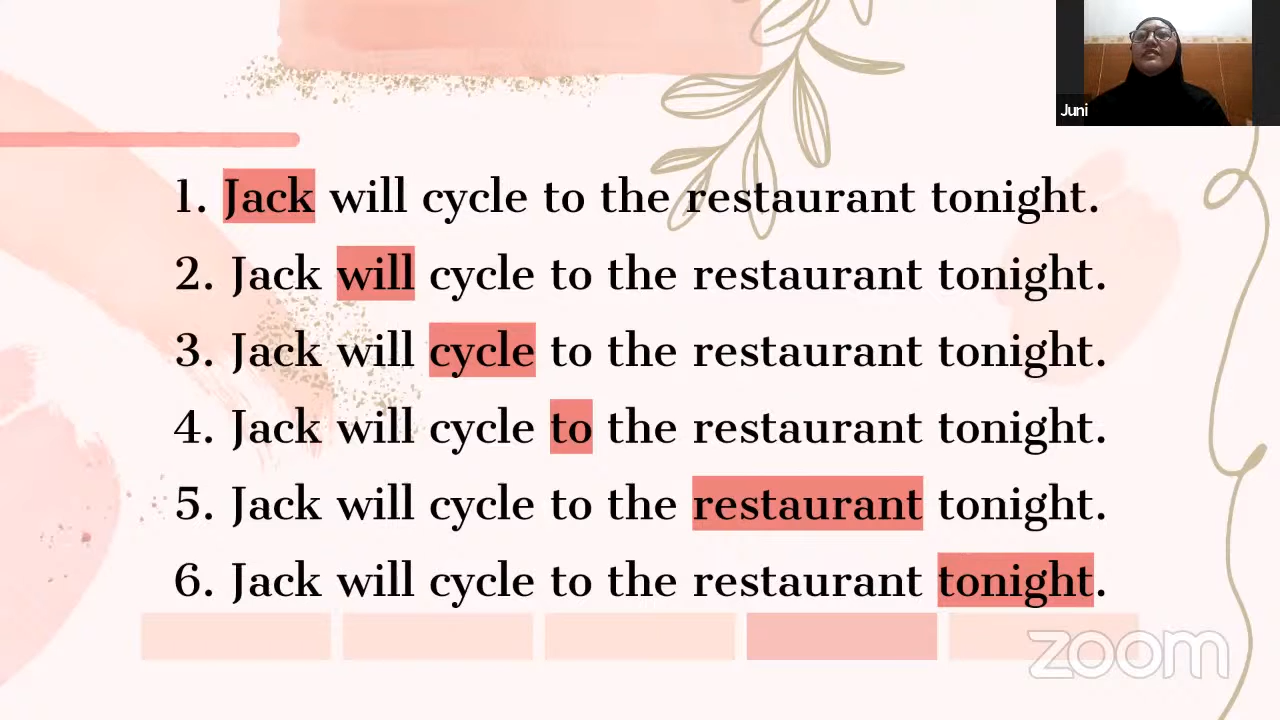 Juni
1. Jack will cycle to the restaurant tonight.
2. Jack will cycle to the restaurant tonight.
3. Jack will cycle to the restaurant tonight.
4. Jack will cycle to the restaurant tonight.
5. Jack will cycle to the restaurant tonight.
6. Jack will cycle to the restaurant tonight.
zoom